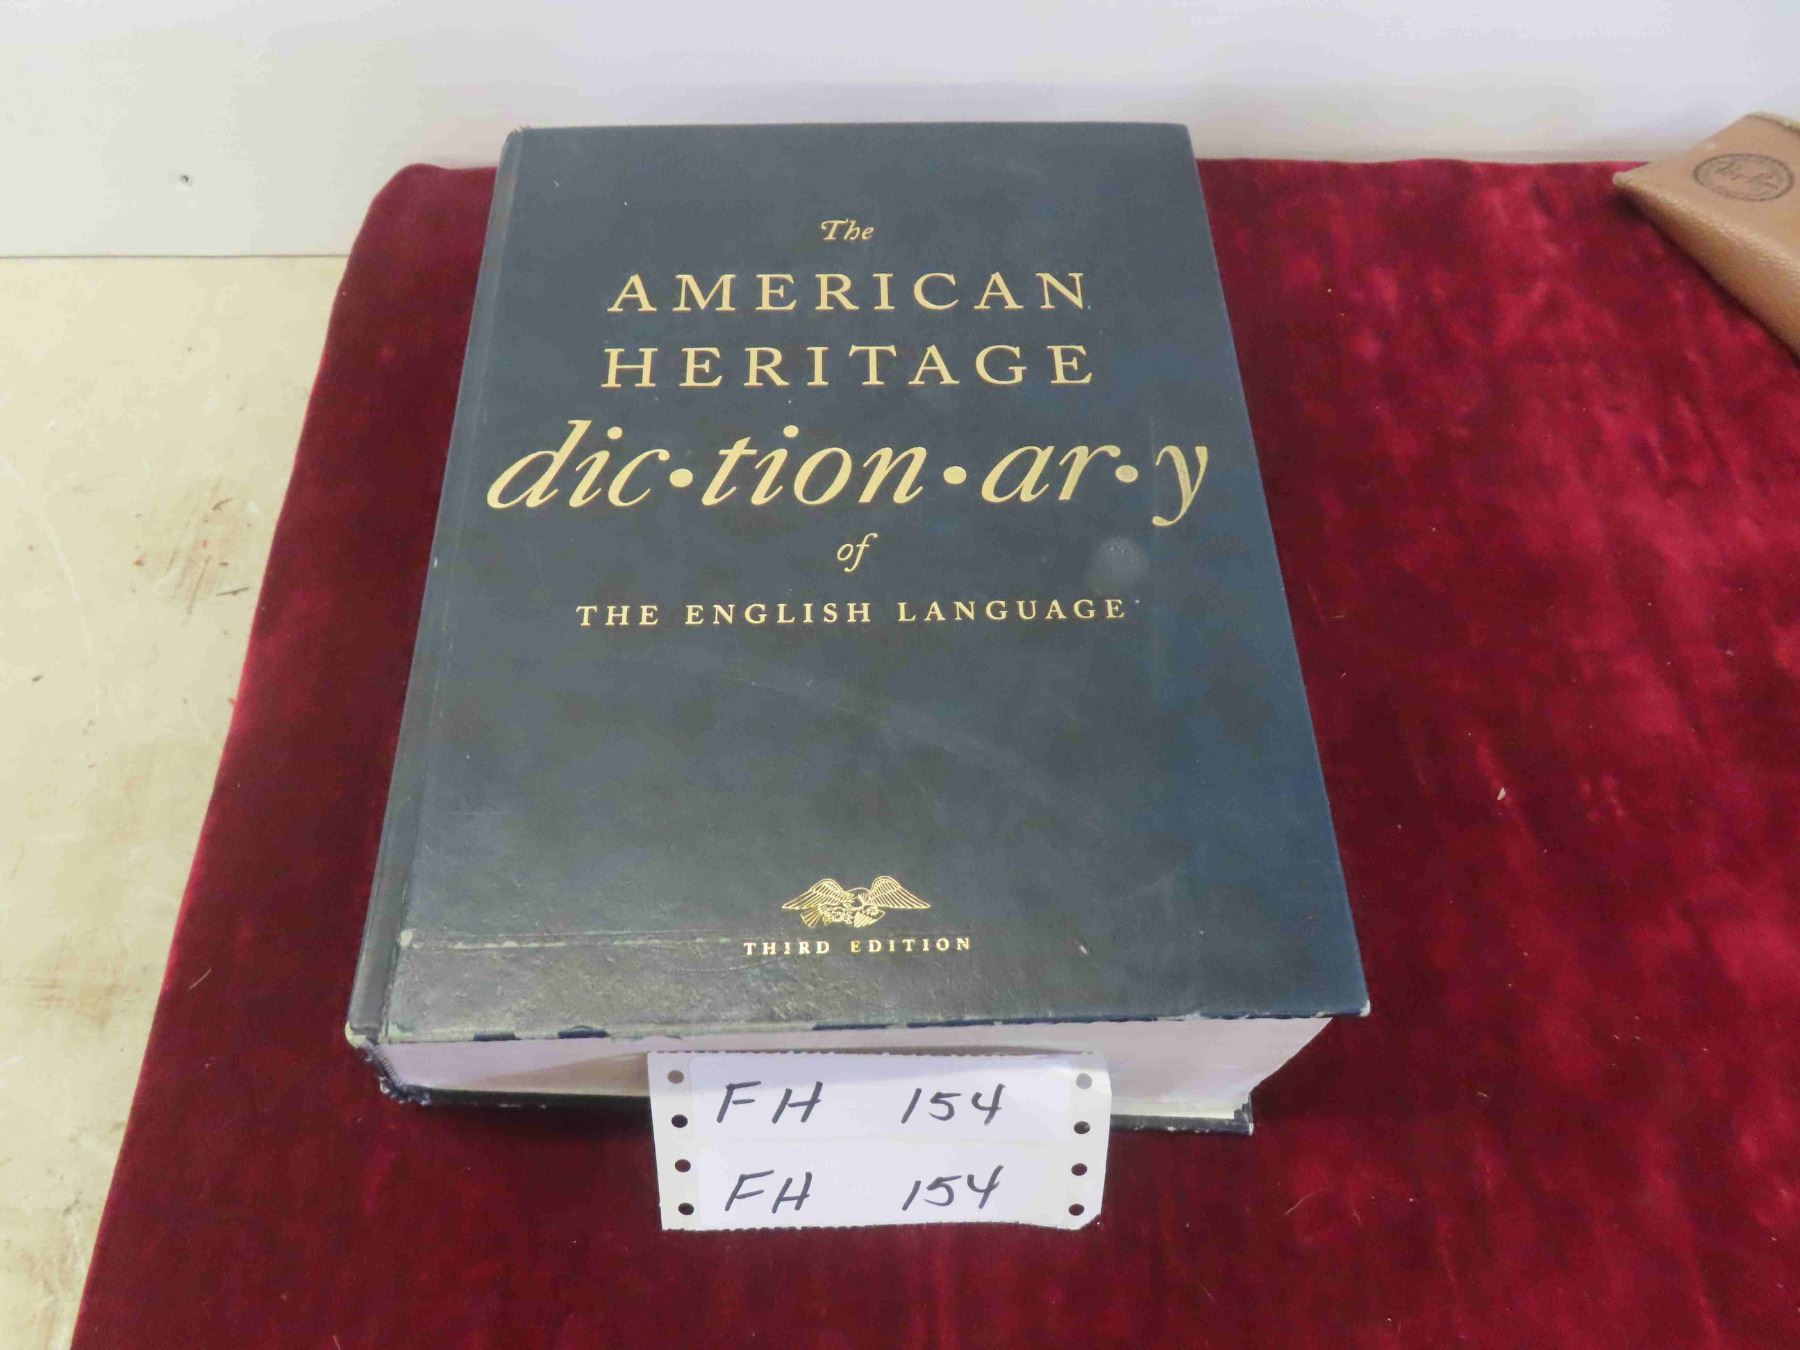 The
AMERICAN
HERITAGE
dic•tion•ar•y
of
THE ENGLISH LANGUAGE
THIRD EDITION
FH 154
FH 154